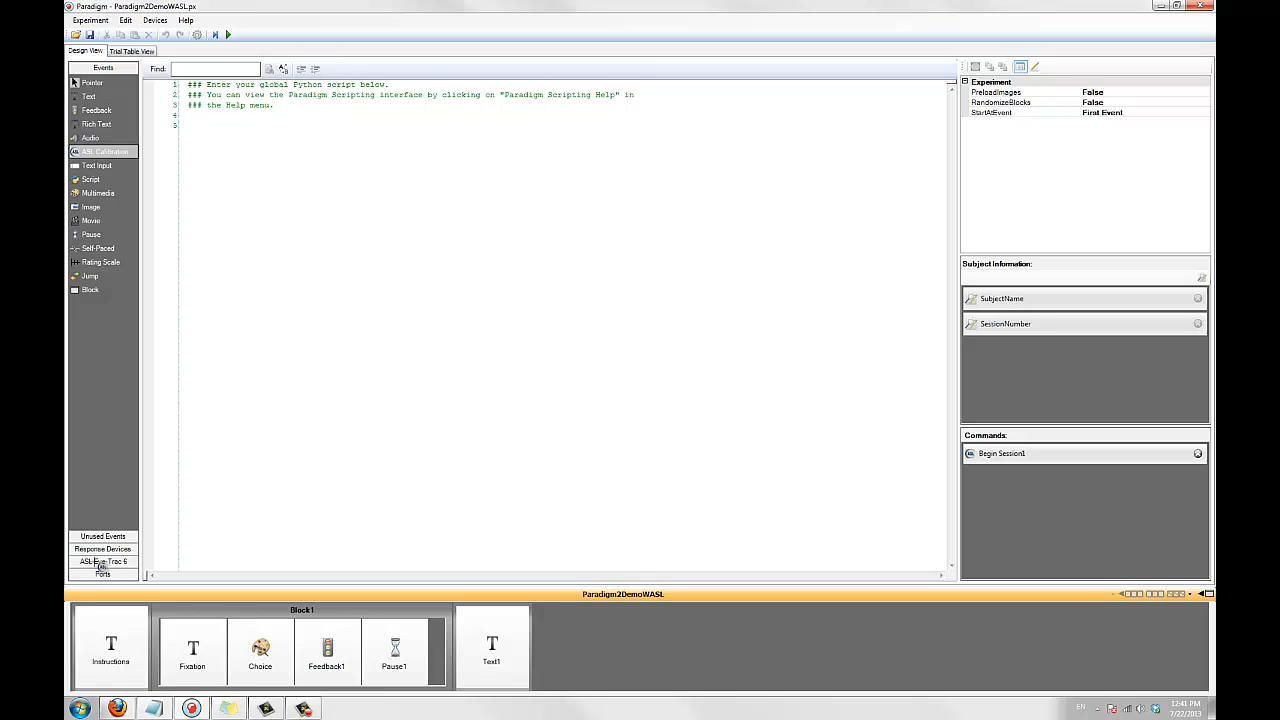 Paradigm - Paradigm2DemoWASL.px
Experiment Edit Devices Help
Design View Trial Table View
Events
Find:
Pointer
Text
Feedback
Rich Text
Audio
ASL Calibration
Text Input
Script
Multimedia
Image
Movie
Pause
Self-Paced
Rating Scale
Jump
Block
Unused Events
Response Devices
ASL Eye-Trac 6
Ports
1 ### Enter your global Python script below.
2 ### You can view the Paradigm Scripting interface by clicking on "Paradigm Scripting Help" in
3 ### the Help menu.
4
5
Experiment
PreloadImages False
RandomizeBlocks False
StartAtEvent First Event
Subject Information:
SubjectName
SessionNumber
Commands:
Begin Session1
Paradigm2DemoWASL
Block1
T T T
Instructions Fixation Choice Feedback1 Pause1 Text1
EN 12:41 PM
7/22/2013